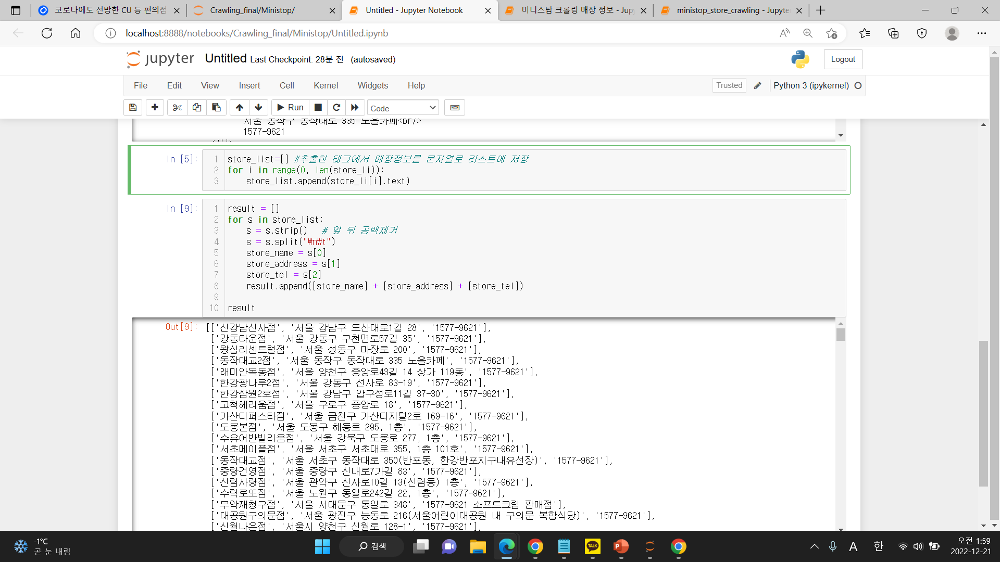 코로나에도 선방한 CU 등 편의점
Crawling_final/Ministop/
Untitled - Jupyter Notebook
미니스탑 크롤링 매장 정보 - Jup
ministop_store_crawling - Jupyte
localhost:8888/notebooks/Crawling_final/Ministop/Untitled.ipynb
jupyter Untitled Last Checkpoint: 28분 전 (autosaved)
Logout
File Edit View Insert Cell Kernel Widgets Help
Trusted Python 3 (ipykernel)
Run Code
서울 동작구 동작대로 335 노을카페<br/>
1577-9621
In [5]:
1 store_list=[] #추출한 태그에서 매장정보를 문자열로 리스트에 저장
2 for i in range(0, len(store_li)):
3 store_list.append(store_li[i].text)
In [9]:
1 result = []
2 for s in store_list:
3 s = s.strip() # 앞 뒤 공백제거
4 s = s.split("₩n₩t")
5 store_name = s[0]
6 store_address = s[1]
7 store_tel = s[2]
8 result.append([store_name] + [store_address] + [store_tel])
9
10 result
Out[9]: [['신강남신사점', '서울 강남구 도산대로1길 28', '1577-9621'],
['강동타운점', '서울 강동구 구천면로57길 35', '1577-9621'],
['왕십리센트럴점', '서울 성동구 마장로 200', '1577-9621'],
['동작대교2점', '서울 동작구 동작대로 335 노을카페', '1577-9621'],
['래미안목동점', '서울 양천구 중앙로43길 14 상가 119동', '1577-9621'],
['한강광나루2점', '서울 강동구 선사로 83-19', '1577-9621'],
['한강잠원2호점', '서울 강남구 압구정로11길 37-30', '1577-9621'],
['고척헤리움점', '서울 구로구 중앙로 18', '1577-9621'],
['가산디퍼스타점', '서울 금천구 가산디지털2로 169-16', '1577-9621'],
['도봉본점', '서울 도봉구 해등로 295, 1층', '1577-9621'],
['수유어반빌리움점', '서울 강북구 도봉로 277, 1층', '1577-9621'],
['서초메이플점', '서울 서초구 서초대로 355, 1층 101호', '1577-9621'],
['동작대교점', '서울 서초구 동작대로 350(반포동, 한강반포지구내유선장)', '1577-9621'],
['중랑건영점', '서울 중랑구 신내로7가길 83', '1577-9621'],
['신림사랑점', '서울 관악구 신사로10길 13(신림동) 1층', '1577-9621'],
['수락로또점', '서울 노원구 동일로242길 22, 1층', '1577-9621'],
['무악재청구점', '서울 서대문구 통일로 348', '1577-9621 소프트크림 판매점'],
['대공원구의문점', '서울 광진구 능동로 216(서울어린이대공원 내 구의문 복합식당)', '1577-9621'],
['신월나은점', '서울시 양천구 신월로 128-1', '1577-9621'],
-1°C
곧 눈 내림
검색
TALK
A 한
오전 1:59
2022-12-21